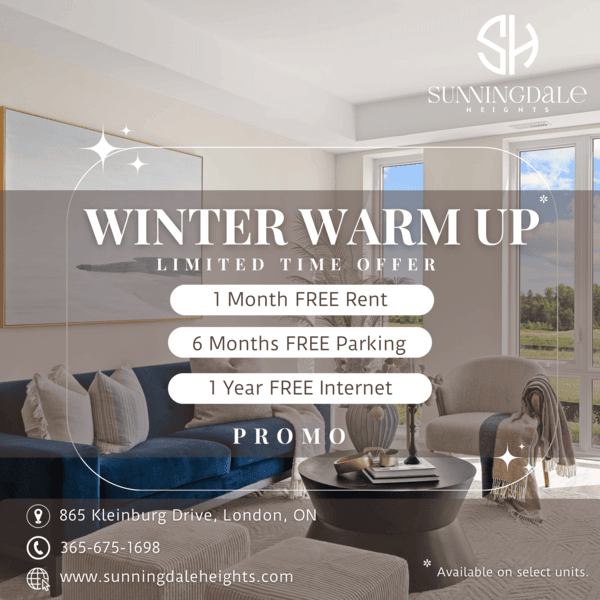 SH
SUNNINGDALE
HEIGHTS
WINTER WARM UP*
LIMITED TIME OFFER
1 Month FREE Rent
6 Months FREE Parking
1 Year FREE Internet
PROMO
865 Kleinburg Drive, London, ON
365-675-1698
www.sunningdaleheights.com
* Available on select units.